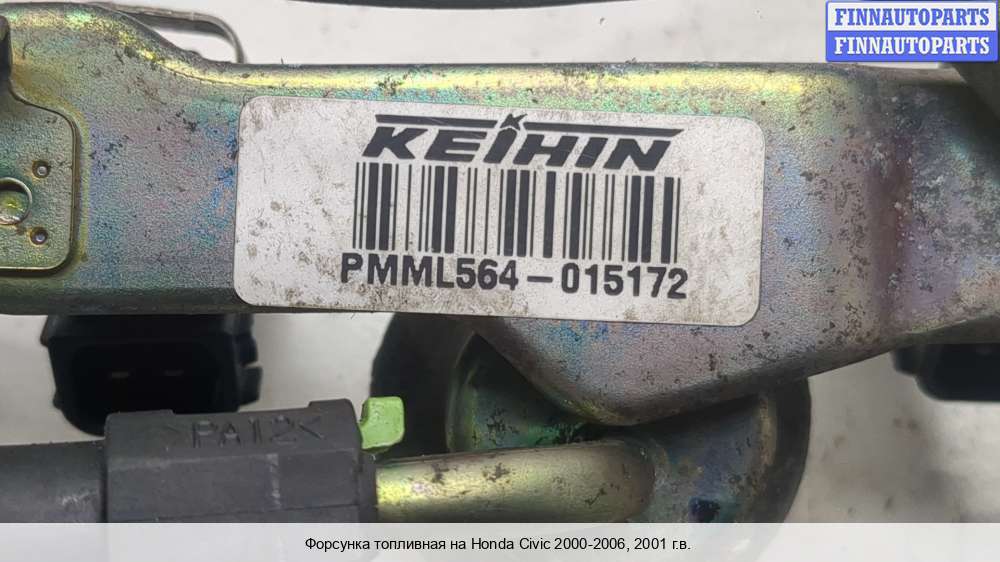 FINNAUTOPARTS
FINNAUTOPARTS
KEIHIN
PMML564-015172
>PA12<
Форсунка топливная на Honda Civic 2000-2006, 2001 г.в.